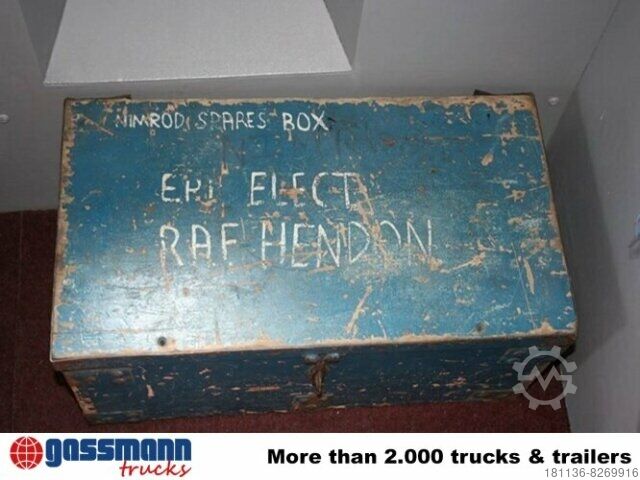 NIMROD SPARES BOX
ELECT
RAF HENDON
gassmann
trucks
More than 2.000 trucks & trailers
181136-8269916